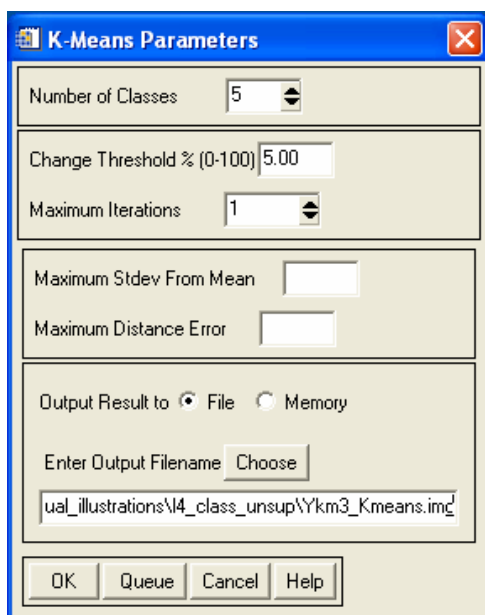 K-Means Parameters
Number of Classes 5
Change Threshold % (0-100) 5.00
Maximum Iterations 1
Maximum Stdev From Mean
Maximum Distance Error
Output Result to File Memory
Enter Output Filename Choose
ual_illustrations\I4_class_unsup\Ykm3_Kmeans.img
OK Queue Cancel Help